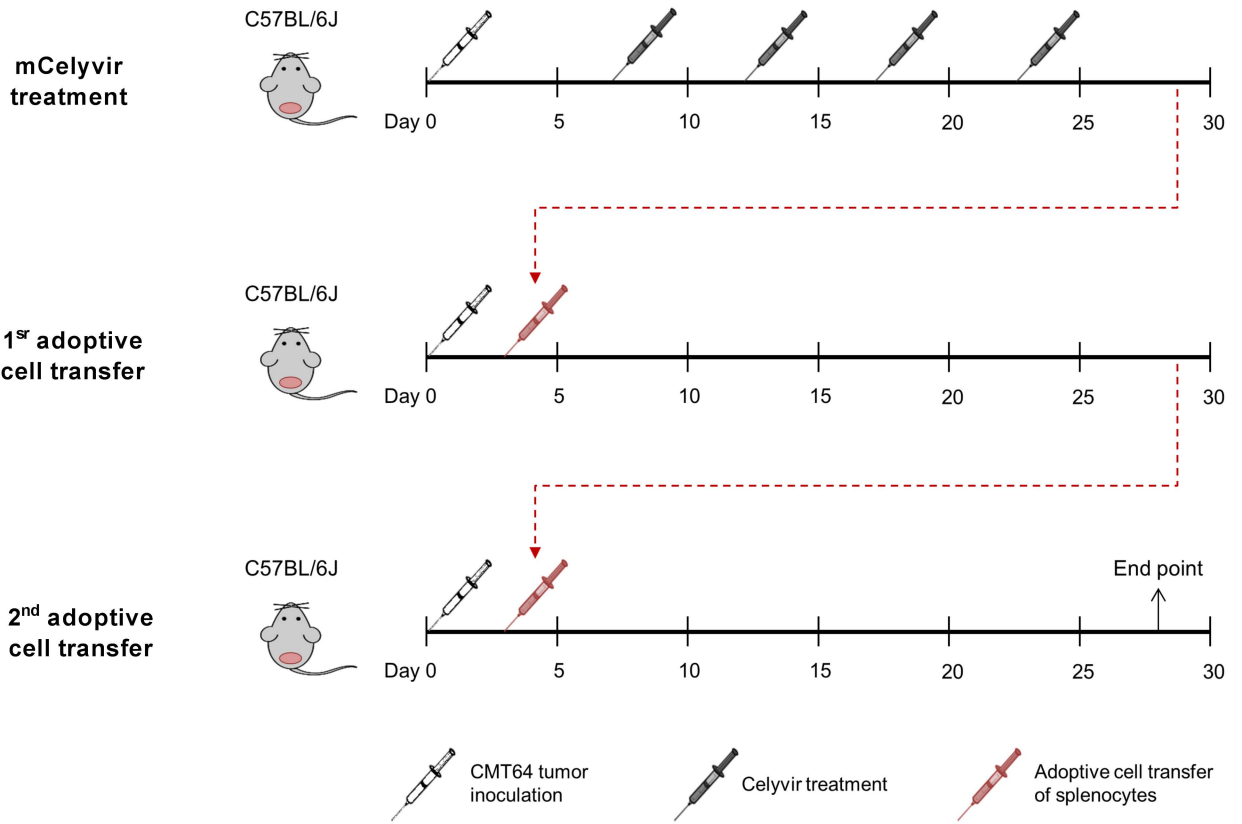 C57BL/6J
mCelyvir
treatment
Day 0 5 10 15 20 25 30
C57BL/6J
1sr adoptive
cell transfer
Day 0 5 10 15 20 25 30
C57BL/6J
End point
2nd adoptive
cell transfer
Day 0 5 10 15 20 25 30
CMT64 tumor
inoculation
Celyvir treatment
Adoptive cell transfer
of splenocytes